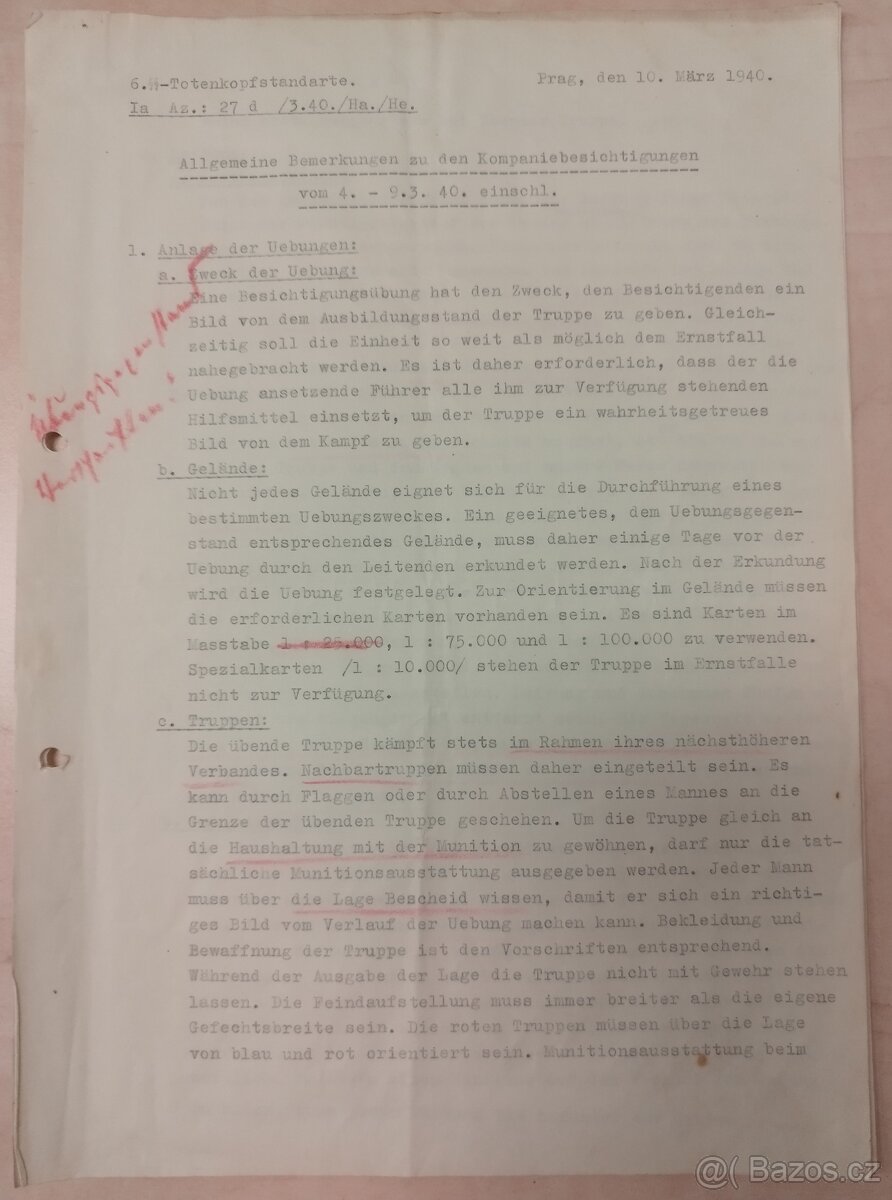 6.ᛋᛋ-Totenkopfstandarte.
Prag, den 10. März 1940.
Ia Az.: 27 d /3.40./Ha./He.
Allgemeine Bemerkungen zu den Kompaniebesichtigungen
vom 4. - 9.3. 40. einschl.
1. Anlage der Uebungen:
a. Zweck der Uebung:
Eine Besichtigungsübung hat den Zweck, den Besichtigenden ein
Bild von dem Ausbildungsstand der Truppe zu geben. Gleich-
zeitig soll die Einheit so weit als möglich dem Ernstfall
nahegebracht werden. Es ist daher erforderlich, dass der die
Uebung ansetzende Führer alle ihm zur Verfügung stehenden
Hilfsmittel einsetzt, um der Truppe ein wahrheitsgetreues
Bild von dem Kampf zu geben.
b. Gelände:
Nicht jedes Gelände eignet sich für die Durchführung eines
bestimmten Uebungszweckes. Ein geeignetes, dem Uebungsgegen-
stand entsprechendes Gelände, muss daher einige Tage vor der
Uebung durch den Leitenden erkundet werden. Nach der Erkundung
wird die Uebung festgelegt. Zur Orientierung im Gelände müssen
die erforderlichen Karten vorhanden sein. Es sind Karten im
Masstabe 1 : 25.000, 1 : 75.000 und 1 : 100.000 zu verwenden.
Spezialkarten /1 : 10.000/ stehen der Truppe im Ernstfalle
nicht zur Verfügung.
c. Truppen:
Die übende Truppe kämpft stets im Rahmen ihres nächsthöheren
Verbandes. Nachbartruppen müssen daher eingeteilt sein. Es
kann durch Flaggen oder durch Abstellen eines Mannes an die
Grenze der übenden Truppe geschehen. Um die Truppe gleich an
die Haushaltung mit der Munition zu gewöhnen, darf nur die tat-
sächliche Munitionsausstattung ausgegeben werden. Jeder Mann
muss über die Lage Bescheid wissen, damit er sich ein richti-
ges Bild vom Verlauf der Uebung machen kann. Bekleidung und
Bewaffnung der Truppe ist den Vorschriften entsprechend.
Während der Ausgabe der Lage die Truppe nicht mit Gewehr stehen
lassen. Die Feindaufstellung muss immer breiter als die eigene
Gefechtsbreite sein. Die roten Truppen müssen über die Lage
von blau und rot orientiert sein. Munitionsausstattung beim
@( Bazos.cz